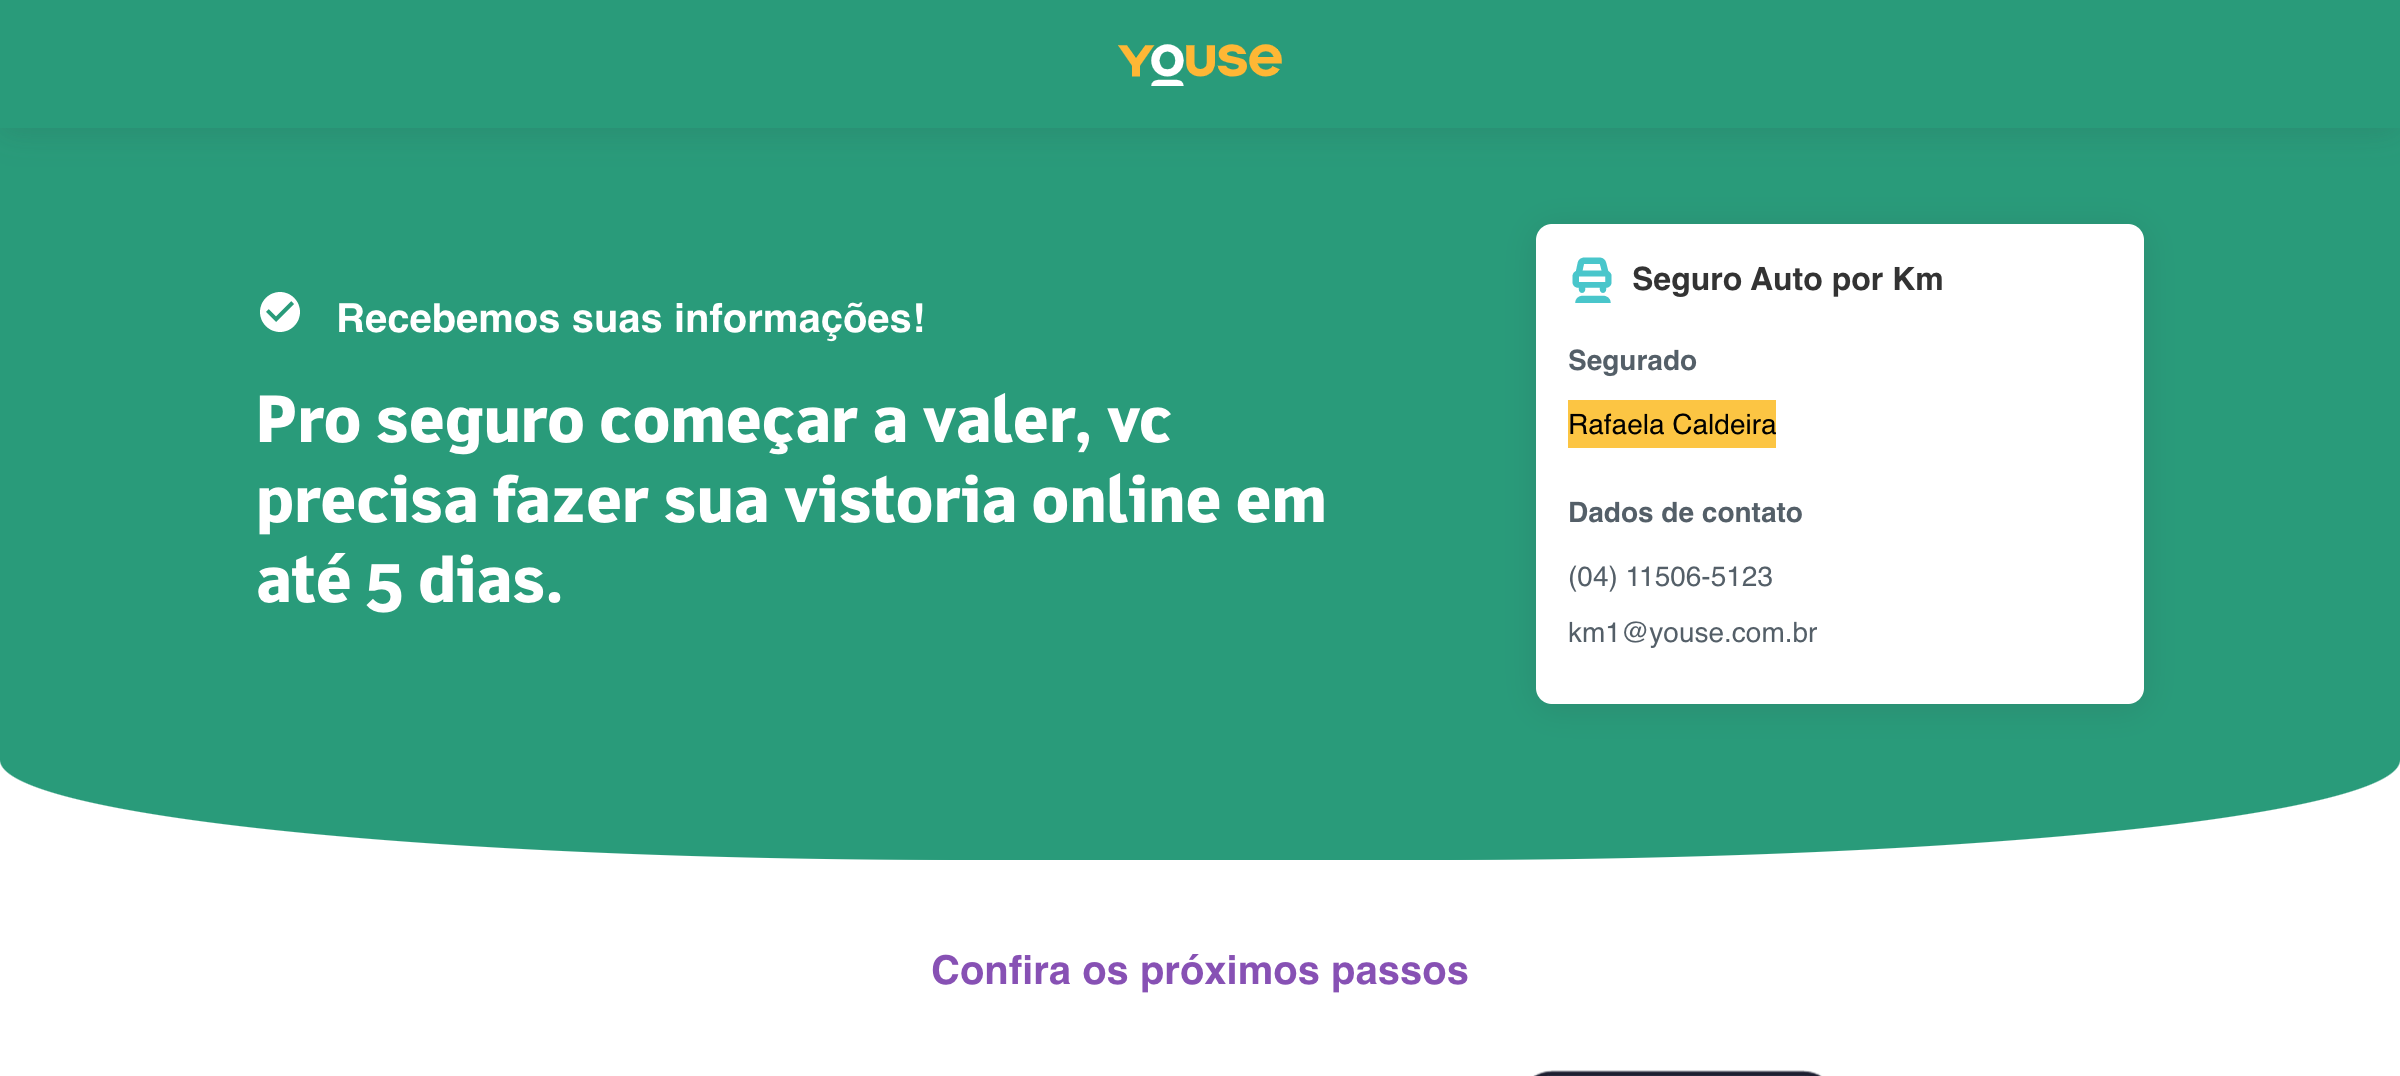 Youse
Recebemos suas informações!
Pro seguro começar a valer, vc
precisa fazer sua vistoria online em
até 5 dias.
Seguro Auto por Km
Segurado
Rafaela Caldeira
Dados de contato
(04) 11506-5123
km1@youse.com.br
Confira os próximos passos